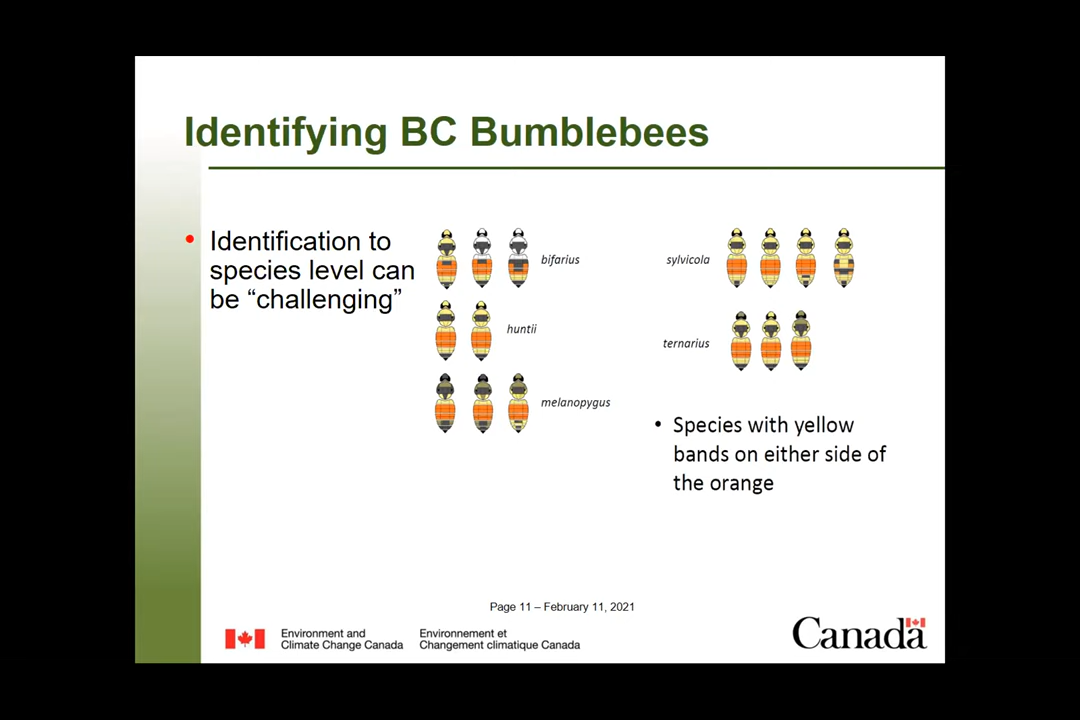 Identifying BC Bumblebees
• Identification to
species level can
be “challenging”
bifarius
huntii
melanopygus
sylvicola
ternarius
• Species with yellow
bands on either side of
the orange
Page 11 – February 11, 2021
Environment and
Climate Change Canada
Environnement et
Changement climatique Canada
Canada